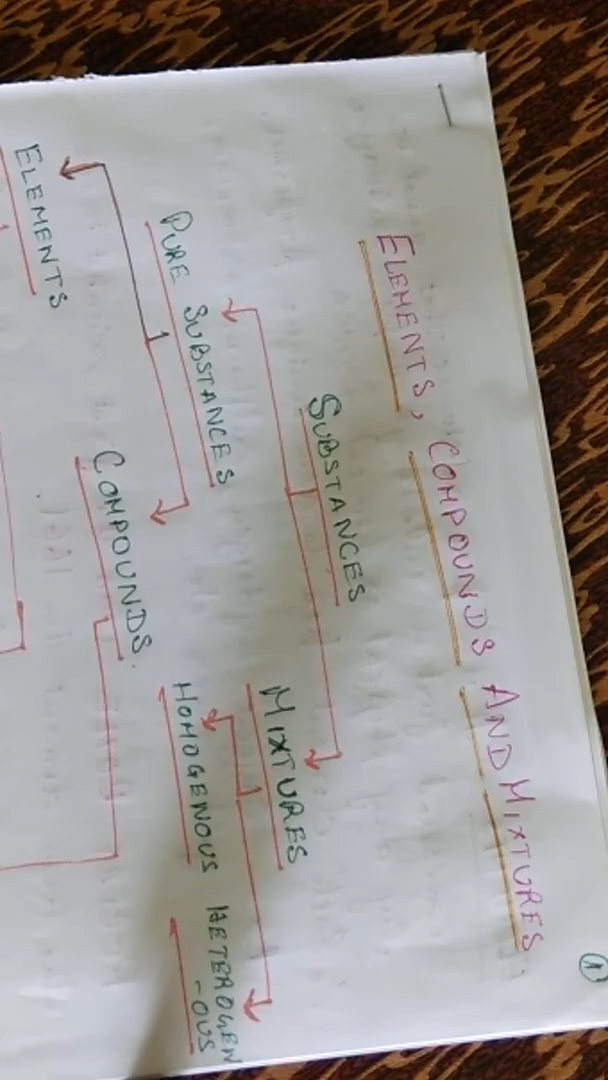 1
ELEMENTS, COMPOUNDS AND MIXTURES
SUBSTANCES
PURE SUBSTANCES
MIXTURES
ELEMENTS
COMPOUNDS.
HOMOGENOUS
HETEROGEN
-OUS